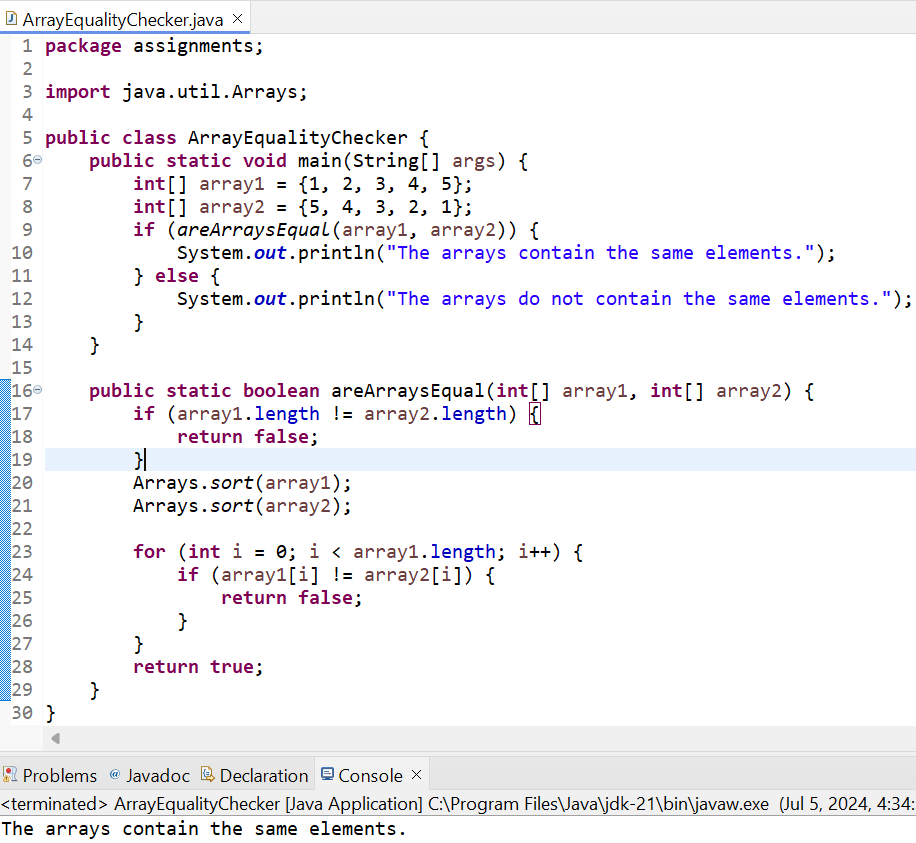 ArrayEqualityChecker.java
1 package assignments;
2
3 import java.util.Arrays;
4
5 public class ArrayEqualityChecker {
6 public static void main(String[] args) {
7 int[] array1 = {1, 2, 3, 4, 5};
8 int[] array2 = {5, 4, 3, 2, 1};
9 if (areArraysEqual(array1, array2)) {
10 System.out.println("The arrays contain the same elements.");
11 } else {
12 System.out.println("The arrays do not contain the same elements.");
13 }
14 }
15
16 public static boolean areArraysEqual(int[] array1, int[] array2) {
17 if (array1.length != array2.length) {
18 return false;
19 }
20 Arrays.sort(array1);
21 Arrays.sort(array2);
22
23 for (int i = 0; i < array1.length; i++) {
24 if (array1[i] != array2[i]) {
25 return false;
26 }
27 }
28 return true;
29 }
30 }
Problems @ Javadoc Declaration Console
<terminated> ArrayEqualityChecker [Java Application] C:\Program Files\Java\jdk-21\bin\javaw.exe (Jul 5, 2024, 4:34:
The arrays contain the same elements.